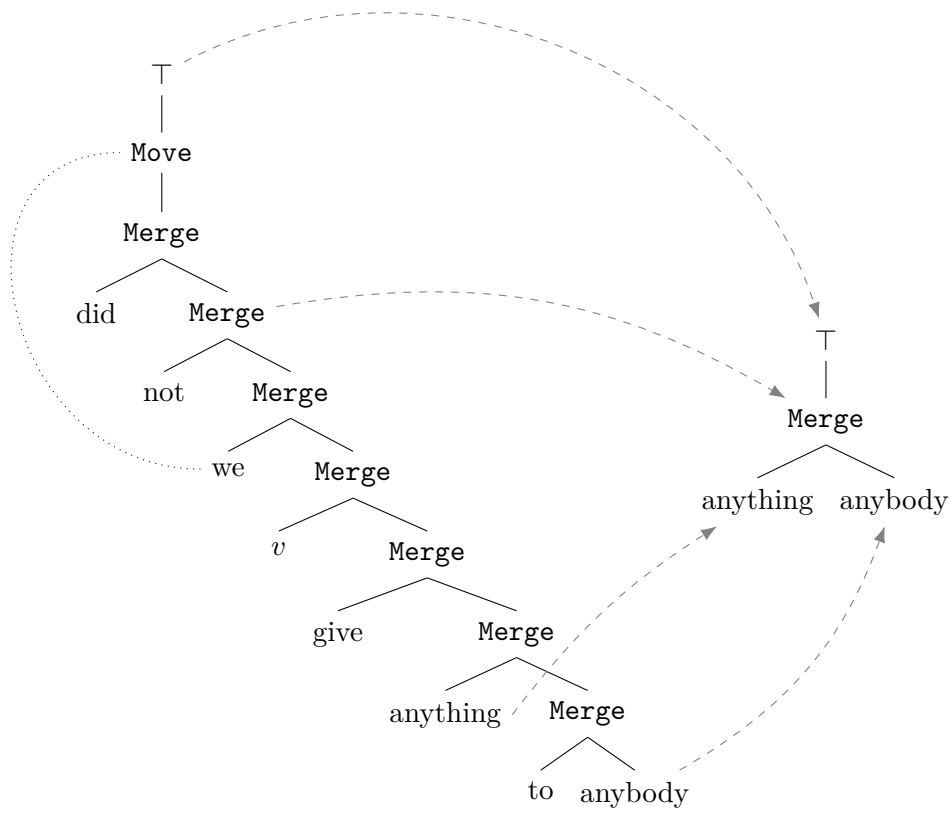 ⊤
Move
Merge
did Merge
not Merge
we Merge
v Merge
give Merge
anything Merge
to anybody
⊤
Merge
anything anybody